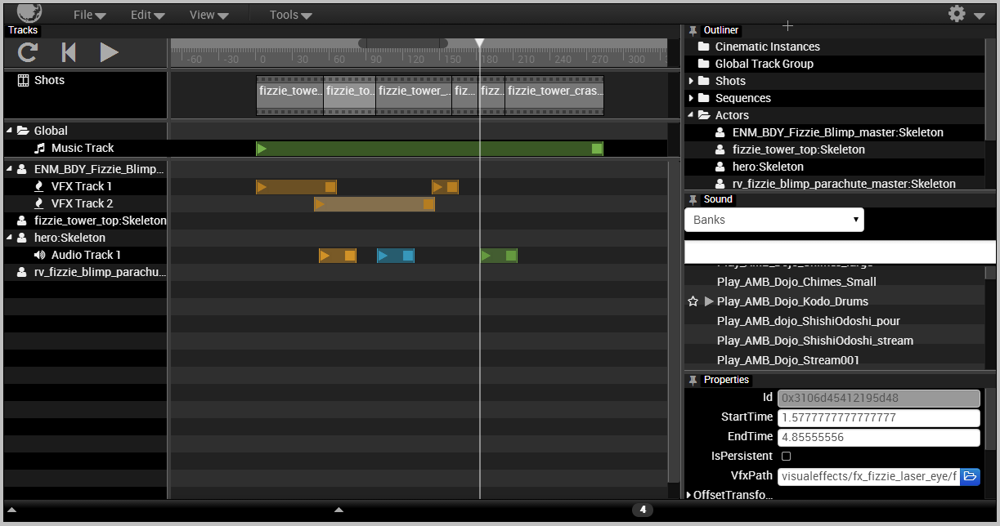 File Edit View Tools
Tracks
-60 -30 0 30 60 90 120 150 180 210 240 270 300
Shots
fizzie_towe... fizzie_to... fizzie_tower_... fiz... fizz... fizzie_tower_cras...
Global
Music Track
ENM_BDY_Fizzie_Blimp...
VFX Track 1
VFX Track 2
fizzie_tower_top:Skeleton
hero:Skeleton
Audio Track 1
rv_fizzie_blimp_parachu...
Outliner
Cinematic Instances
Global Track Group
Shots
Sequences
Actors
ENM_BDY_Fizzie_Blimp_master:Skeleton
fizzie_tower_top:Skeleton
hero:Skeleton
rv_fizzie_blimp_parachute_master:Skeleton
Sound
Banks
Play_AMB_Dojo_Chimes_large
Play_AMB_Dojo_Chimes_Small
Play_AMB_Dojo_Kodo_Drums
Play_AMB_dojo_ShishiOdoshi_pour
Play_AMB_Dojo_ShishiOdoshi_stream
Play_AMB_Dojo_Stream001
Properties
Id 0x3106d45412195d48
StartTime 1.5777777777777777
EndTime 4.85555556
IsPersistent
VfxPath visualeffects/fx_fizzie_laser_eye/f
OffsetTransfo...
4